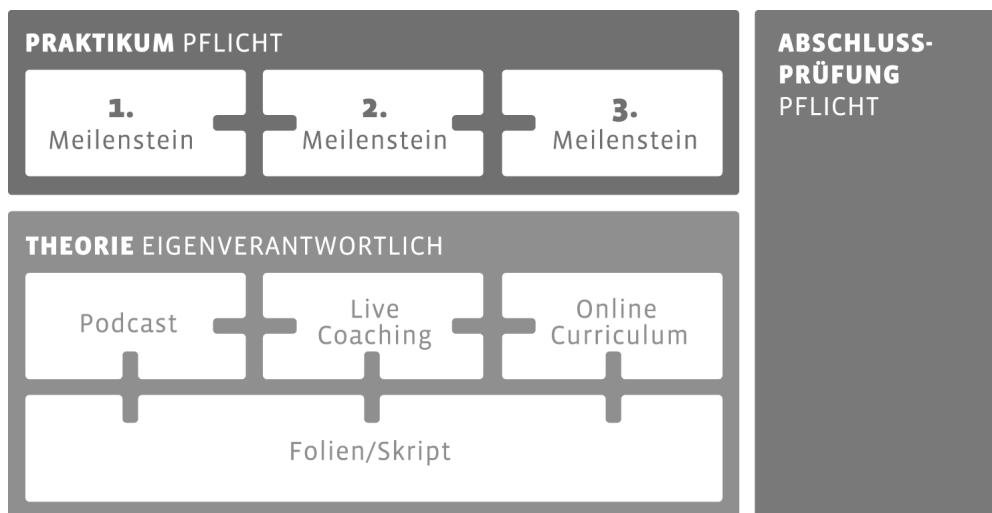 PRAKTIKUM PFLICHT
1.
Meilenstein
2.
Meilenstein
3.
Meilenstein
THEORIE EIGENVERANTWORTLICH
Podcast
Live
Coaching
Online
Curriculum
Folien/Skript
ABSCHLUSS-
PRÜFUNG
PFLICHT